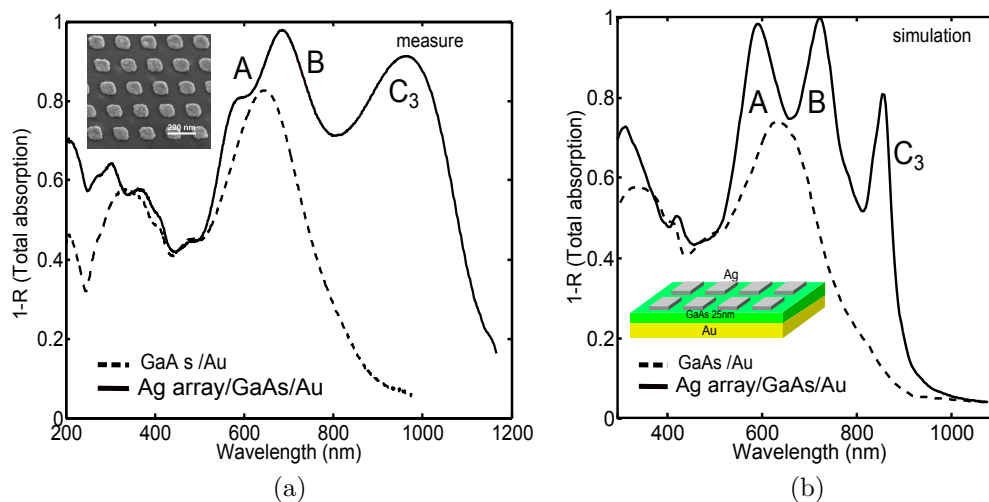 1-R (Total absorption)
1
0.8
0.6
0.4
0.2
0
200 400 600 800 1000 1200
Wavelength (nm)
measure
200 nm
A
B
C3
GaA s /Au
Ag array/GaAs/Au
(a)
1-R (Total absorption)
1
0.8
0.6
0.4
0.2
0
400 600 800 1000
Wavelength (nm)
simulation
A
B
C3
Ag
GaAs 25nm
Au
GaAs /Au
Ag array/GaAs/Au
(b)